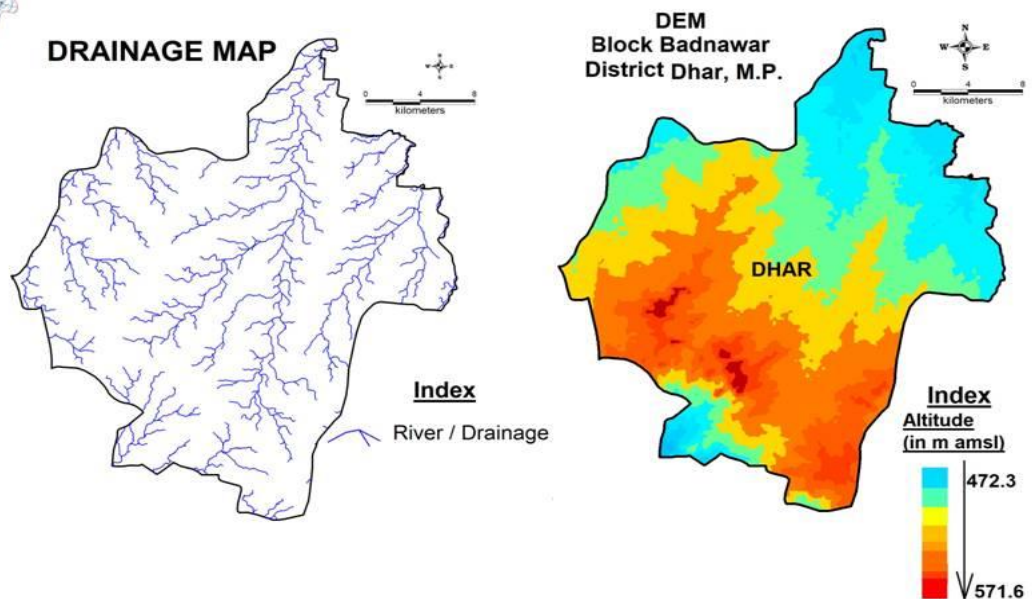 DRAINAGE MAP
N
W E
S
0 4 8
kilometers
Index
River / Drainage
DEM
Block Badnawar
District Dhar, M.P.
N
W E
S
0 4 8
kilometers
DHAR
Index
Altitude
(in m amsl)
472.3
571.6